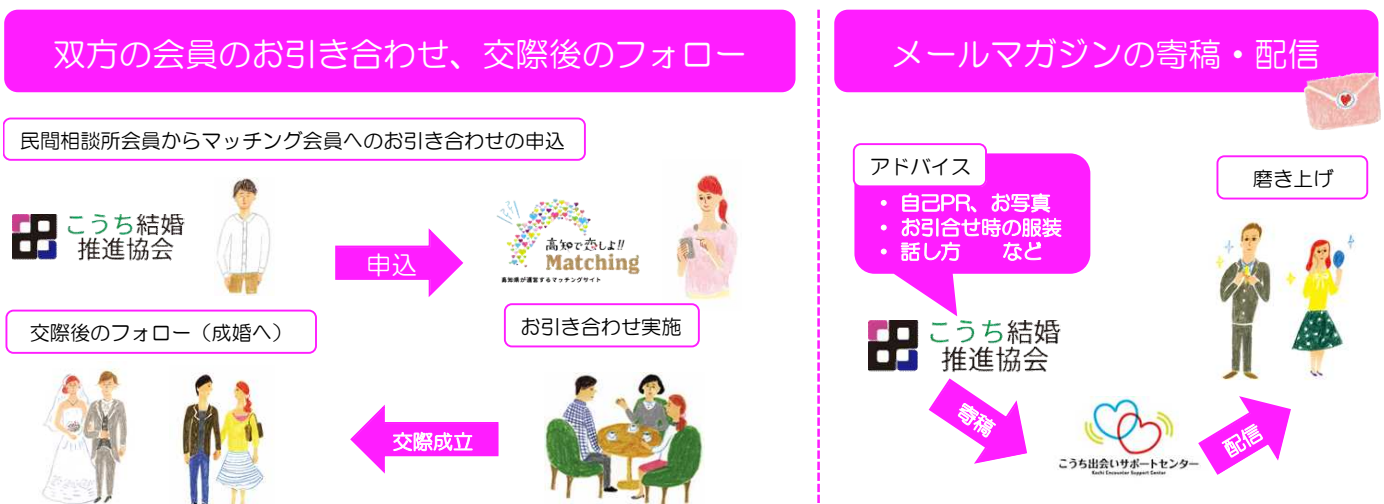 双方の会員のお引き合わせ、交際後のフォロー
民間相談所会員からマッチング会員へのお引き合わせの申込
こうち結婚
推進協会
申込
高知で恋しよ!!
Matching
高知県が運営するマッチングサイト
交際後のフォロー（成婚へ）
お引き合わせ実施
交際成立
メールマガジンの寄稿・配信
アドバイス
・ 自己PR、お写真
・ お引合せ時の服装
・ 話し方　　など
磨き上げ
こうち結婚
推進協会
寄稿
こうち出会いサポートセンター
Kochi Encounter Support Center
配信